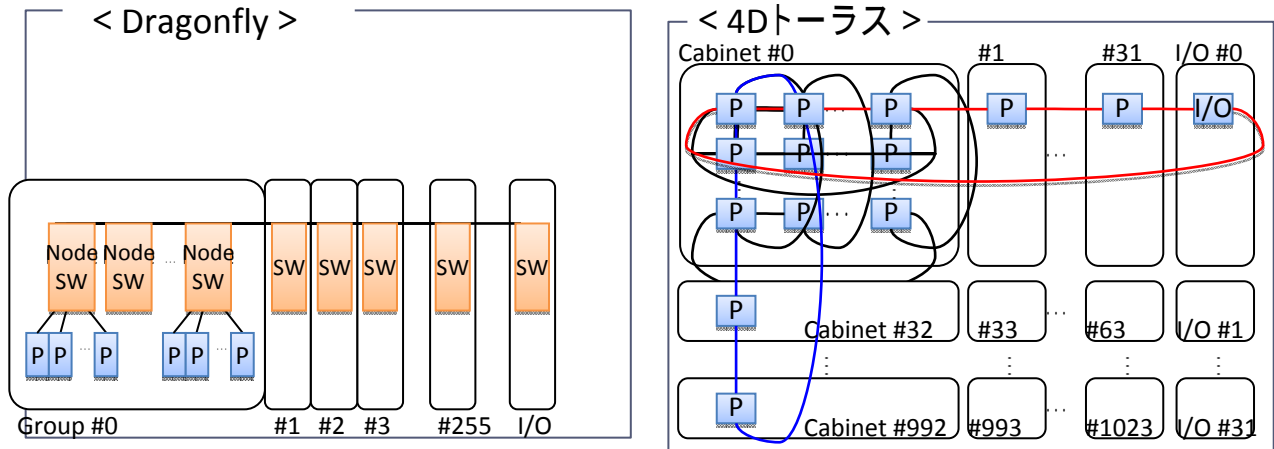 < Dragonfly >
Node SW
Node SW
...
Node SW
SW
SW
SW
SW
SW
P
P
...
P
P
P
...
P
Group #0
#1
#2
#3
#255
I/O
< 4Dトーラス >
Cabinet #0
#1
#31
I/O #0
P
P
...
P
P
P
I/O
P
P
...
P
...
P
P
...
P
P
Cabinet #32
#33
...
#63
I/O #1
P
Cabinet #992
#993
...
#1023
I/O #31